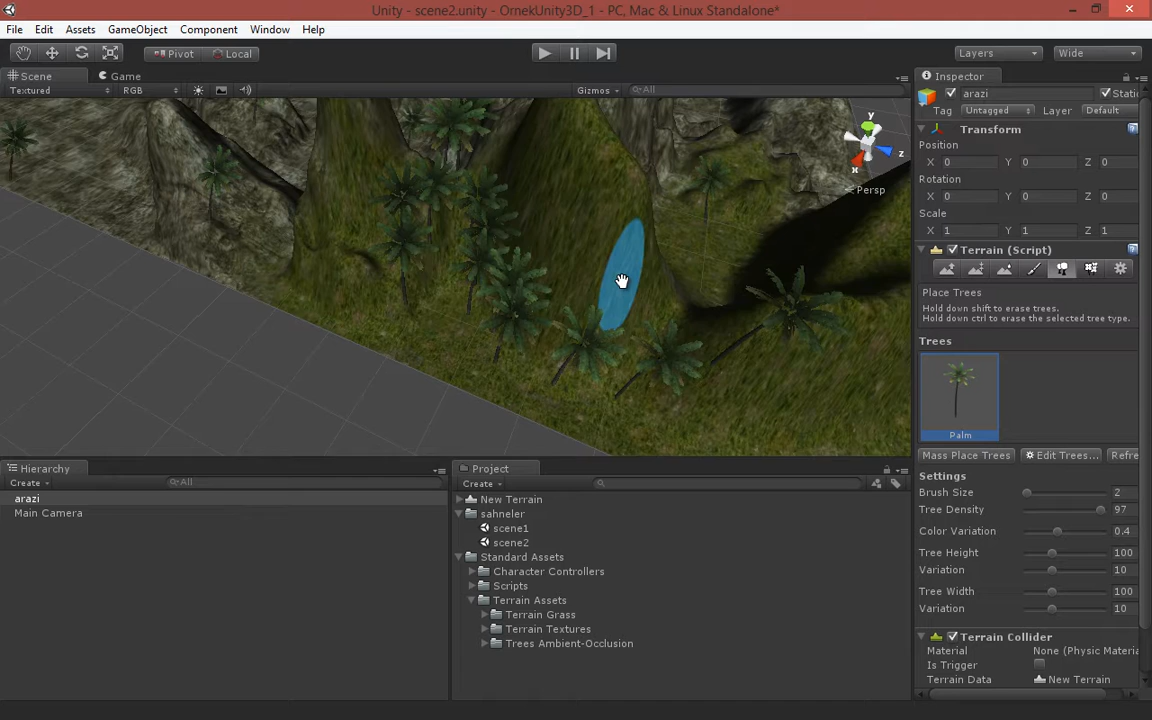 Unity - scene2.unity - OrnekUnity3D_1 - PC, Mac & Linux Standalone*
File Edit Assets GameObject Component Window Help
Pivot Local Layers Wide
Scene Game
Textured RGB Gizmos All
y
z
x
Persp
Inspector
arazi Static
Tag Untagged Layer Default
Transform
Position
X 0 Y 0 Z 0
Rotation
X 0 Y 0 Z 0
Scale
X 1 Y 1 Z 1
Terrain (Script)
Place Trees
Hold down shift to erase trees.
Hold down ctrl to erase the selected tree type.
Trees
Palm
Mass Place Trees Edit Trees... Refre
Settings
Brush Size 2
Tree Density 97
Color Variation 0.4
Tree Height 100
Variation 10
Tree Width 100
Variation 10
Terrain Collider
Material None (Physic Materia
Is Trigger
Terrain Data New Terrain
Hierarchy
Create All
arazi
Main Camera
Project
Create
New Terrain
sahneler
scene1
scene2
Standard Assets
Character Controllers
Scripts
Terrain Assets
Terrain Grass
Terrain Textures
Trees Ambient-Occlusion